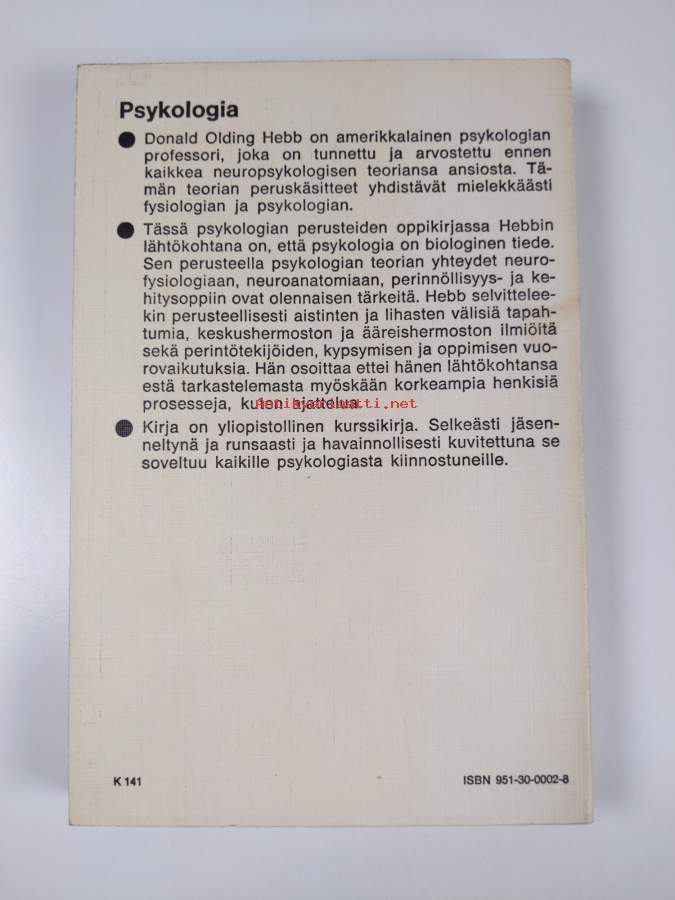 Psykologia
Donald Olding Hebb on amerikkalainen psykologian
professori, joka on tunnettu ja arvostettu ennen
kaikkea neuropsykologisen teoriansa ansiosta. Tä-
män teorian peruskäsitteet yhdistävät mielekkäästi
fysiologian ja psykologian.
Tässä psykologian perusteiden oppikirjassa Hebbin
lähtökohtana on, että psykologia on biologinen tiede.
Sen perusteella psykologian teorian yhteydet neuro-
fysiologiaan, neuroanatomiaan, perinnöllisyys- ja ke-
hitysoppiin ovat olennaisen tärkeitä. Hebb selvittelee-
kin perusteellisesti aistinten ja lihasten välisiä tapah-
tumia, keskushermoston ja ääreishermoston ilmiöitä
sekä perintötekijöiden, kypsymisen ja oppimisen vuo-
rovaikutuksia. Hän osoittaa ettei hänen lähtökohtansa
estä tarkastelemasta myöskään korkeampia henkisiä
prosesseja, kuten ajattelua.
Antikvariaatti.net
Kirja on yliopistollinen kurssikirja. Selkeästi jäsen-
neltynä ja runsaasti ja havainnollisesti kuvitettuna se
soveltuu kaikille psykologiasta kiinnostuneille.
K 141
ISBN 951-30-0002-8